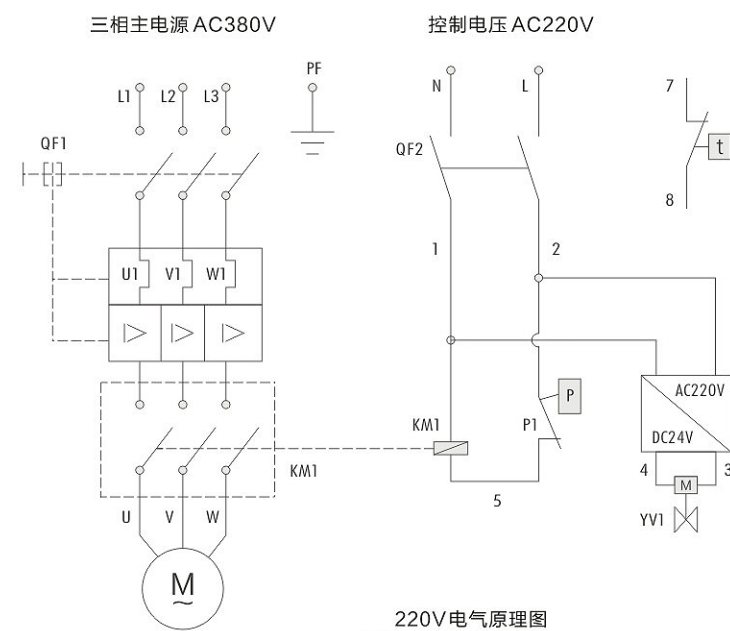 三相主电源 AC380V
控制电压 AC220V
PF
N
L
7
L1 L2 L3
QF1
QF2
t
8
1
2
U1 V1 W1
AC220V
P
KM1
P1
DC24V
KM1
4
3
M
5
U V W
YV1
M
~
220V电气原理图